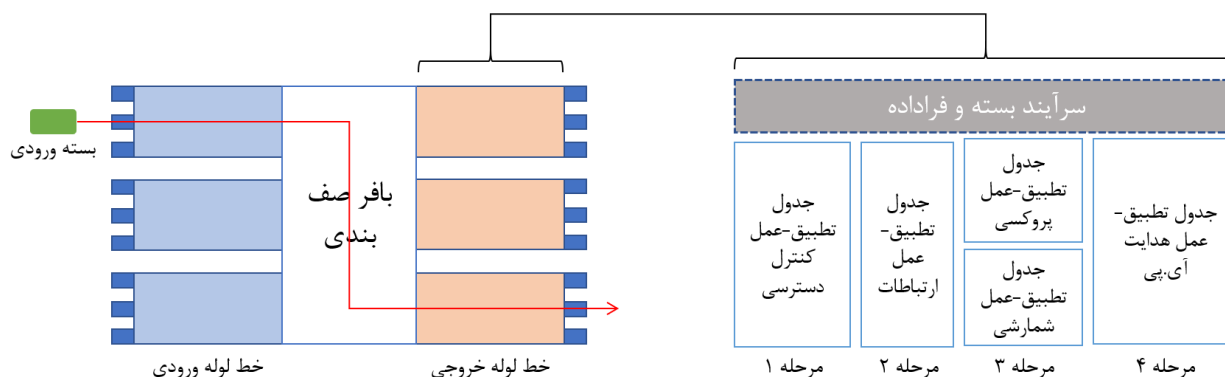 بسته ورودی
بافر صف
بندی
خط لوله ورودی
خط لوله خروجی
سرآیند بسته و فراداده
جدول
تطبیق-عمل
کنترل
دسترسی
جدول
تطبیق-
عمل
ارتباطات
جدول
تطبیق-عمل
پروکسی
جدول
تطبیق-عمل
شمارشی
جدول تطبیق-
عمل هدایت
آی.پی
مرحله ۱
مرحله ۲
مرحله ۳
مرحله ۴